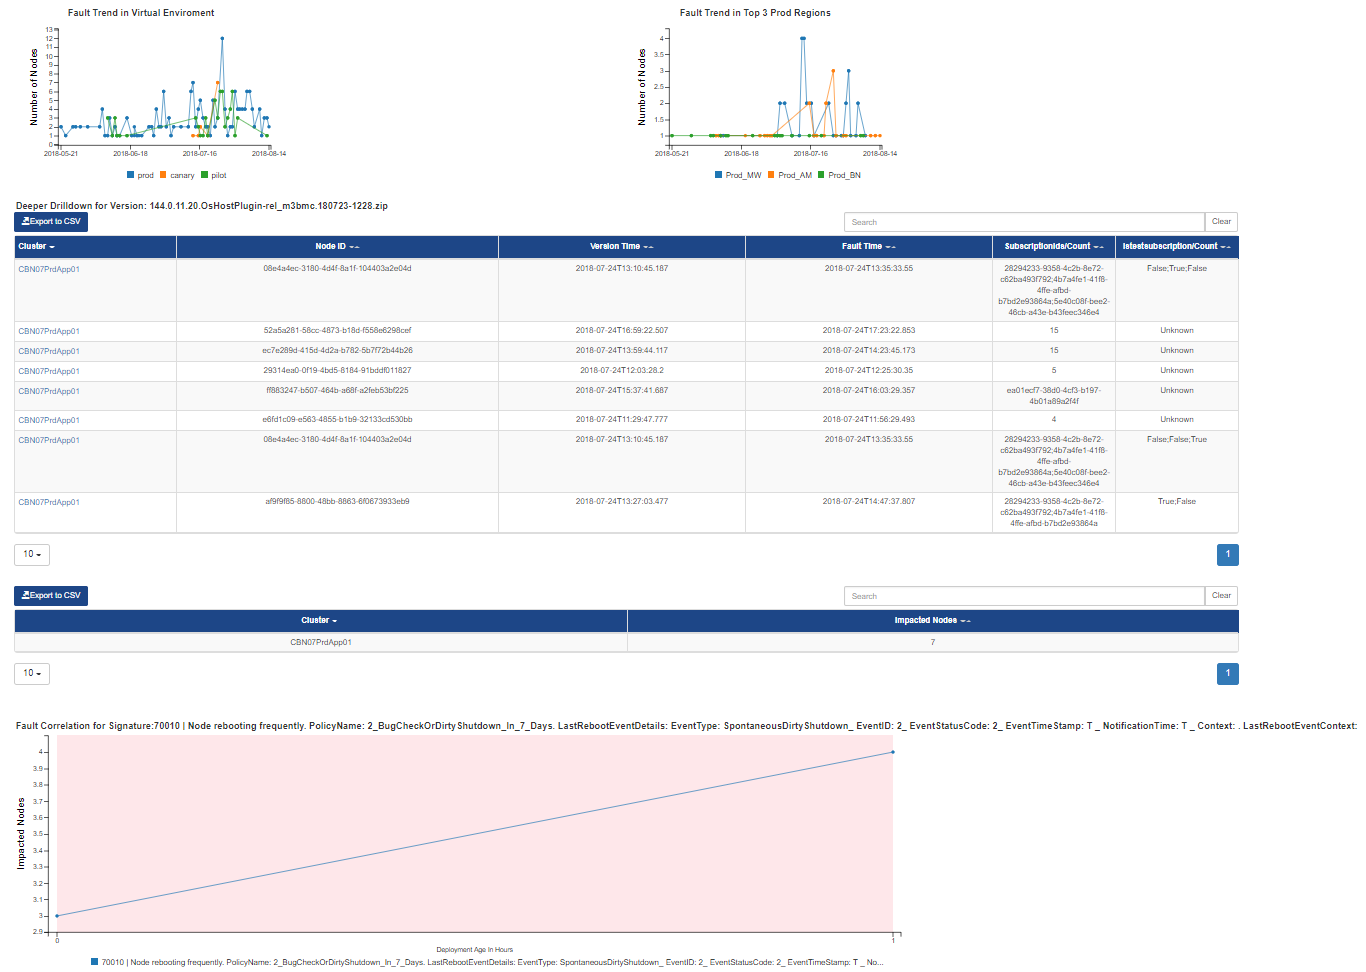 Fault Trend in Virtual Enviroment
Fault Trend in Top 3 Prod Regions
Number of Nodes
13
12
11
10
9
8
7
6
5
4
3
2
1
0
2018-05-21 2018-06-18 2018-07-16 2018-08-14
prod canary pilot
Number of Nodes
4
3.5
3
2.5
2
1.5
1
2018-05-21 2018-06-18 2018-07-16 2018-08-14
Prod_MW Prod_AM Prod_BN
Deeper Drilldown for Version: 144.0.11.20.OsHostPlugin-rel_m3bmc.180723-1228.zip
Export to CSV Search Clear
Cluster Node ID Version Time Fault Time SubscriptionIds/Count Istestsubscription/Count
CBN07PrdApp01 08e4a4ec-3180-4d4f-8a1f-104403a2e04d 2018-07-24T13:10:45.187 2018-07-24T13:35:33.55 28294233-9358-4c2b-8e72- False;True;False
c62ba493f792;4b7a4fe1-41f8-
4ffe-afbd-
b7bd2e93864a;5e40c08f-bee2-
46cb-a43e-b43feec346e4
CBN07PrdApp01 52a5a281-58cc-4873-b18d-f558e6298cef 2018-07-24T16:59:22.507 2018-07-24T17:23:22.853 15 Unknown
CBN07PrdApp01 ec7e289d-415d-4d2a-b782-5b7f72b44b26 2018-07-24T13:59:44.117 2018-07-24T14:23:45.173 15 Unknown
CBN07PrdApp01 29314ea0-0f19-4bd5-8184-91bddf011827 2018-07-24T12:03:28.2 2018-07-24T12:25:30.35 5 Unknown
CBN07PrdApp01 ff883247-b507-464b-a68f-a2feb53bf225 2018-07-24T15:37:41.687 2018-07-24T16:03:29.357 ea01ecf7-38d0-4cf3-b197- Unknown
4b01a89a2f4f
CBN07PrdApp01 e6fd1c09-e563-4855-b1b9-32133cd530bb 2018-07-24T11:29:47.777 2018-07-24T11:56:29.493 4 Unknown
CBN07PrdApp01 08e4a4ec-3180-4d4f-8a1f-104403a2e04d 2018-07-24T13:10:45.187 2018-07-24T13:35:33.55 28294233-9358-4c2b-8e72- False;False;True
c62ba493f792;4b7a4fe1-41f8-
4ffe-afbd-
b7bd2e93864a;5e40c08f-bee2-
46cb-a43e-b43feec346e4
CBN07PrdApp01 af9f9f85-8800-48bb-8863-6f0673933eb9 2018-07-24T13:27:03.477 2018-07-24T14:47:37.807 28294233-9358-4c2b-8e72- True;False
c62ba493f792;4b7a4fe1-41f8-
4ffe-afbd-b7bd2e93864a
10 1
Export to CSV Search Clear
Cluster Impacted Nodes
CBN07PrdApp01 7
10 1
Fault Correlation for Signature:70010 | Node rebooting frequently. PolicyName: 2_BugCheckOrDirtyShutdown_In_7_Days. LastRebootEventDetails: EventType: SpontaneousDirtyShutdown_ EventID: 2_ EventStatusCode: 2_ EventTimeStamp: T _ NotificationTime: T _ Context: . LastRebootEventContext:
Impacted Nodes
4
3.9
3.8
3.7
3.6
3.5
3.4
3.3
3.2
3.1
3
2.9
0 1
Deployment Age In Hours
70010 | Node rebooting frequently. PolicyName: 2_BugCheckOrDirtyShutdown_In_7_Days. LastRebootEventDetails: EventType: SpontaneousDirtyShutdown_ EventID: 2_ EventStatusCode: 2_ EventTimeStamp: T _ No...